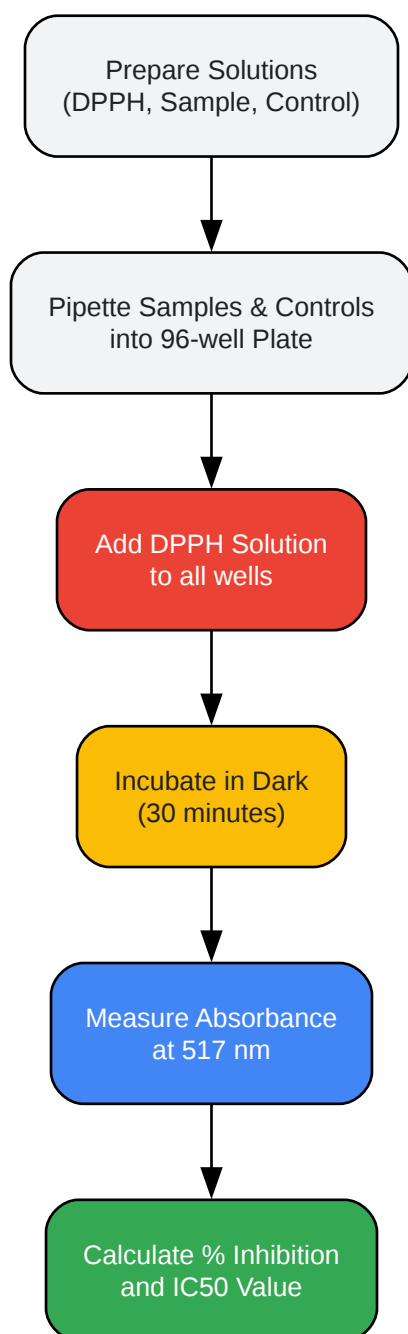 Prepare Solutions
(DPPH, Sample, Control)
Pipette Samples & Controls
into 96-well Plate
Add DPPH Solution
to all wells
Incubate in Dark
(30 minutes)
Measure Absorbance
at 517 nm
Calculate % Inhibition
and IC50 Value